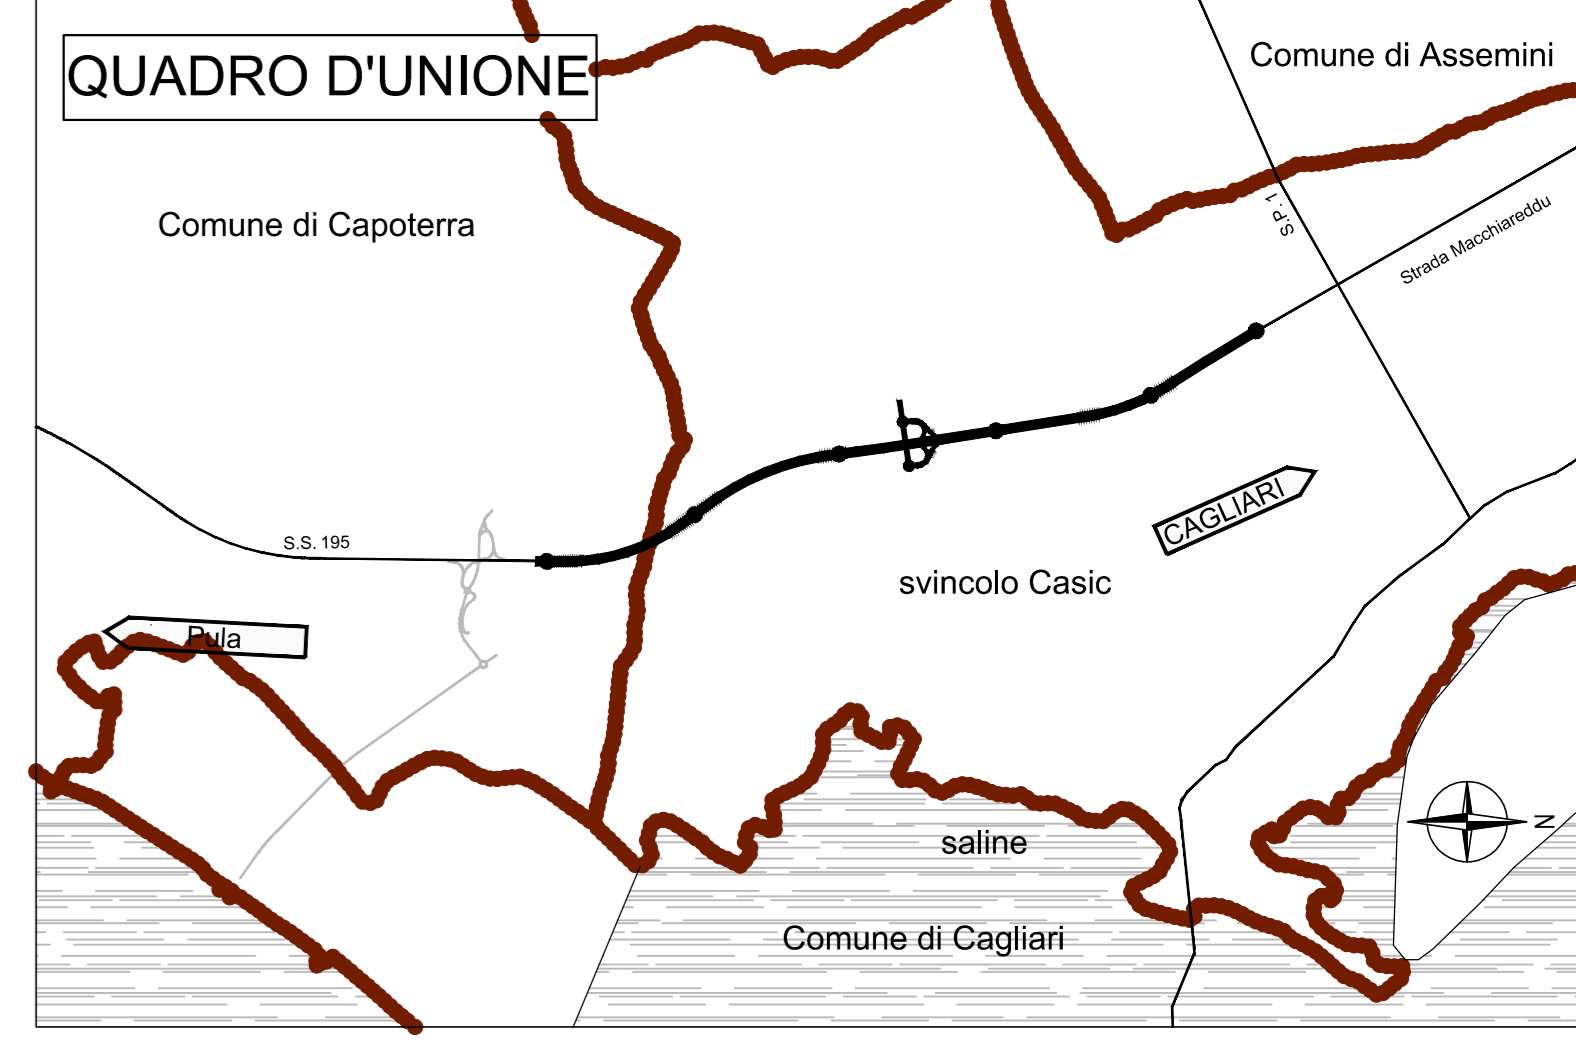 QUADRO D'UNIONE
Comune di Assemini
Comune di Capoterra
S.P. 1
Strada Macchiareddu
CAGLIARI
S.S. 195
svincolo Casic
Pula
saline
N
Comune di Cagliari